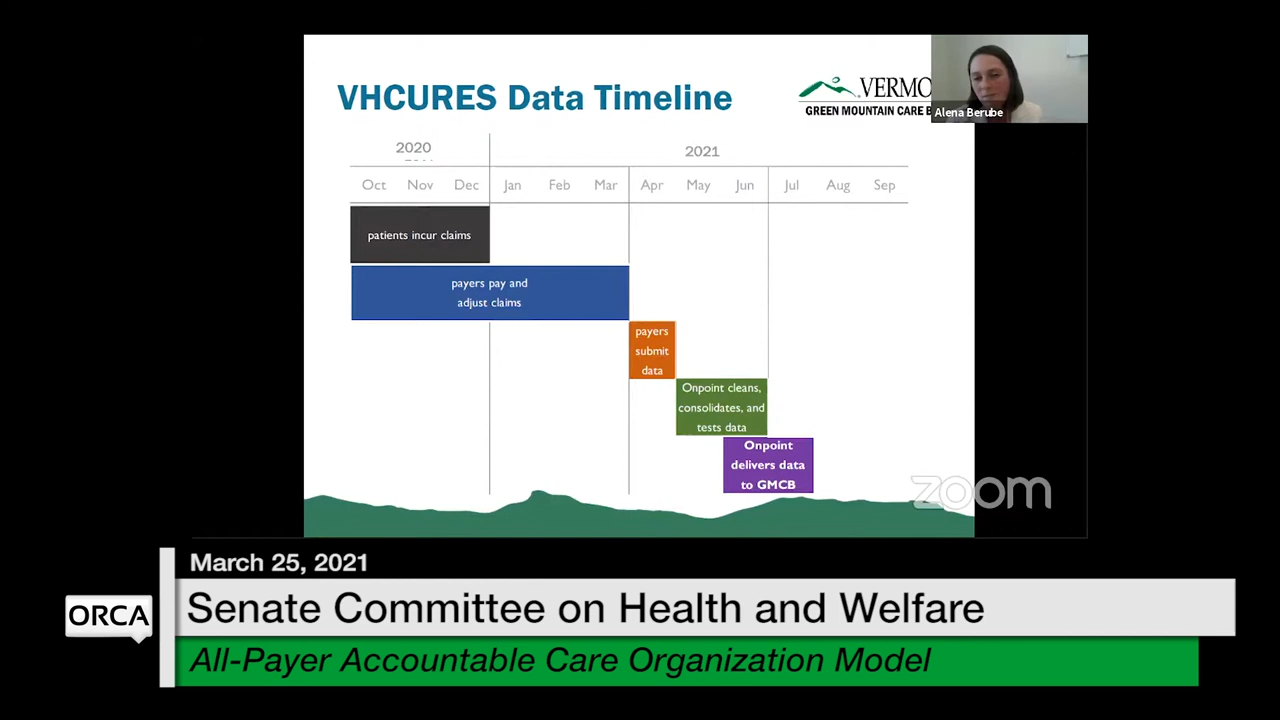 VHCURES Data Timeline
VERMO
GREEN MOUNTAIN CARE B
Alena Berube
2020
2021
Oct Nov Dec Jan Feb Mar Apr May Jun Jul Aug Sep
patients incur claims
payers pay and
adjust claims
payers
submit
data
Onpoint cleans,
consolidates, and
tests data
Onpoint
delivers data
to GMCB
zoom
March 25, 2021
ORCA
Senate Committee on Health and Welfare
All-Payer Accountable Care Organization Model